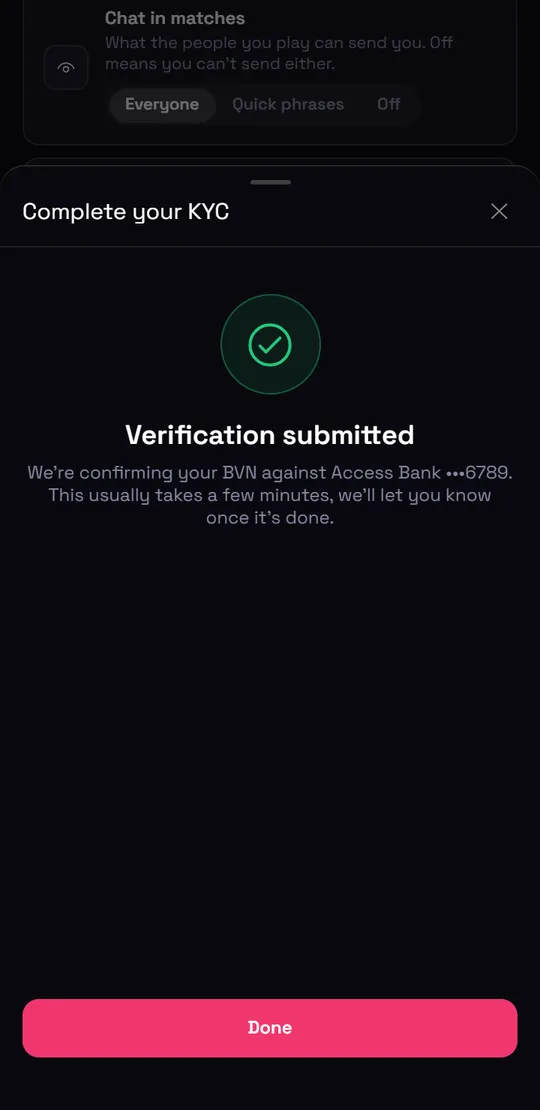 Chat in matches
What the people you play can send you. Off
means you can't send either.
Everyone Quick phrases Off
Complete your KYC
Verification submitted
We're confirming your BVN against Access Bank •••6789.
This usually takes a few minutes, we'll let you know
once it's done.
Done